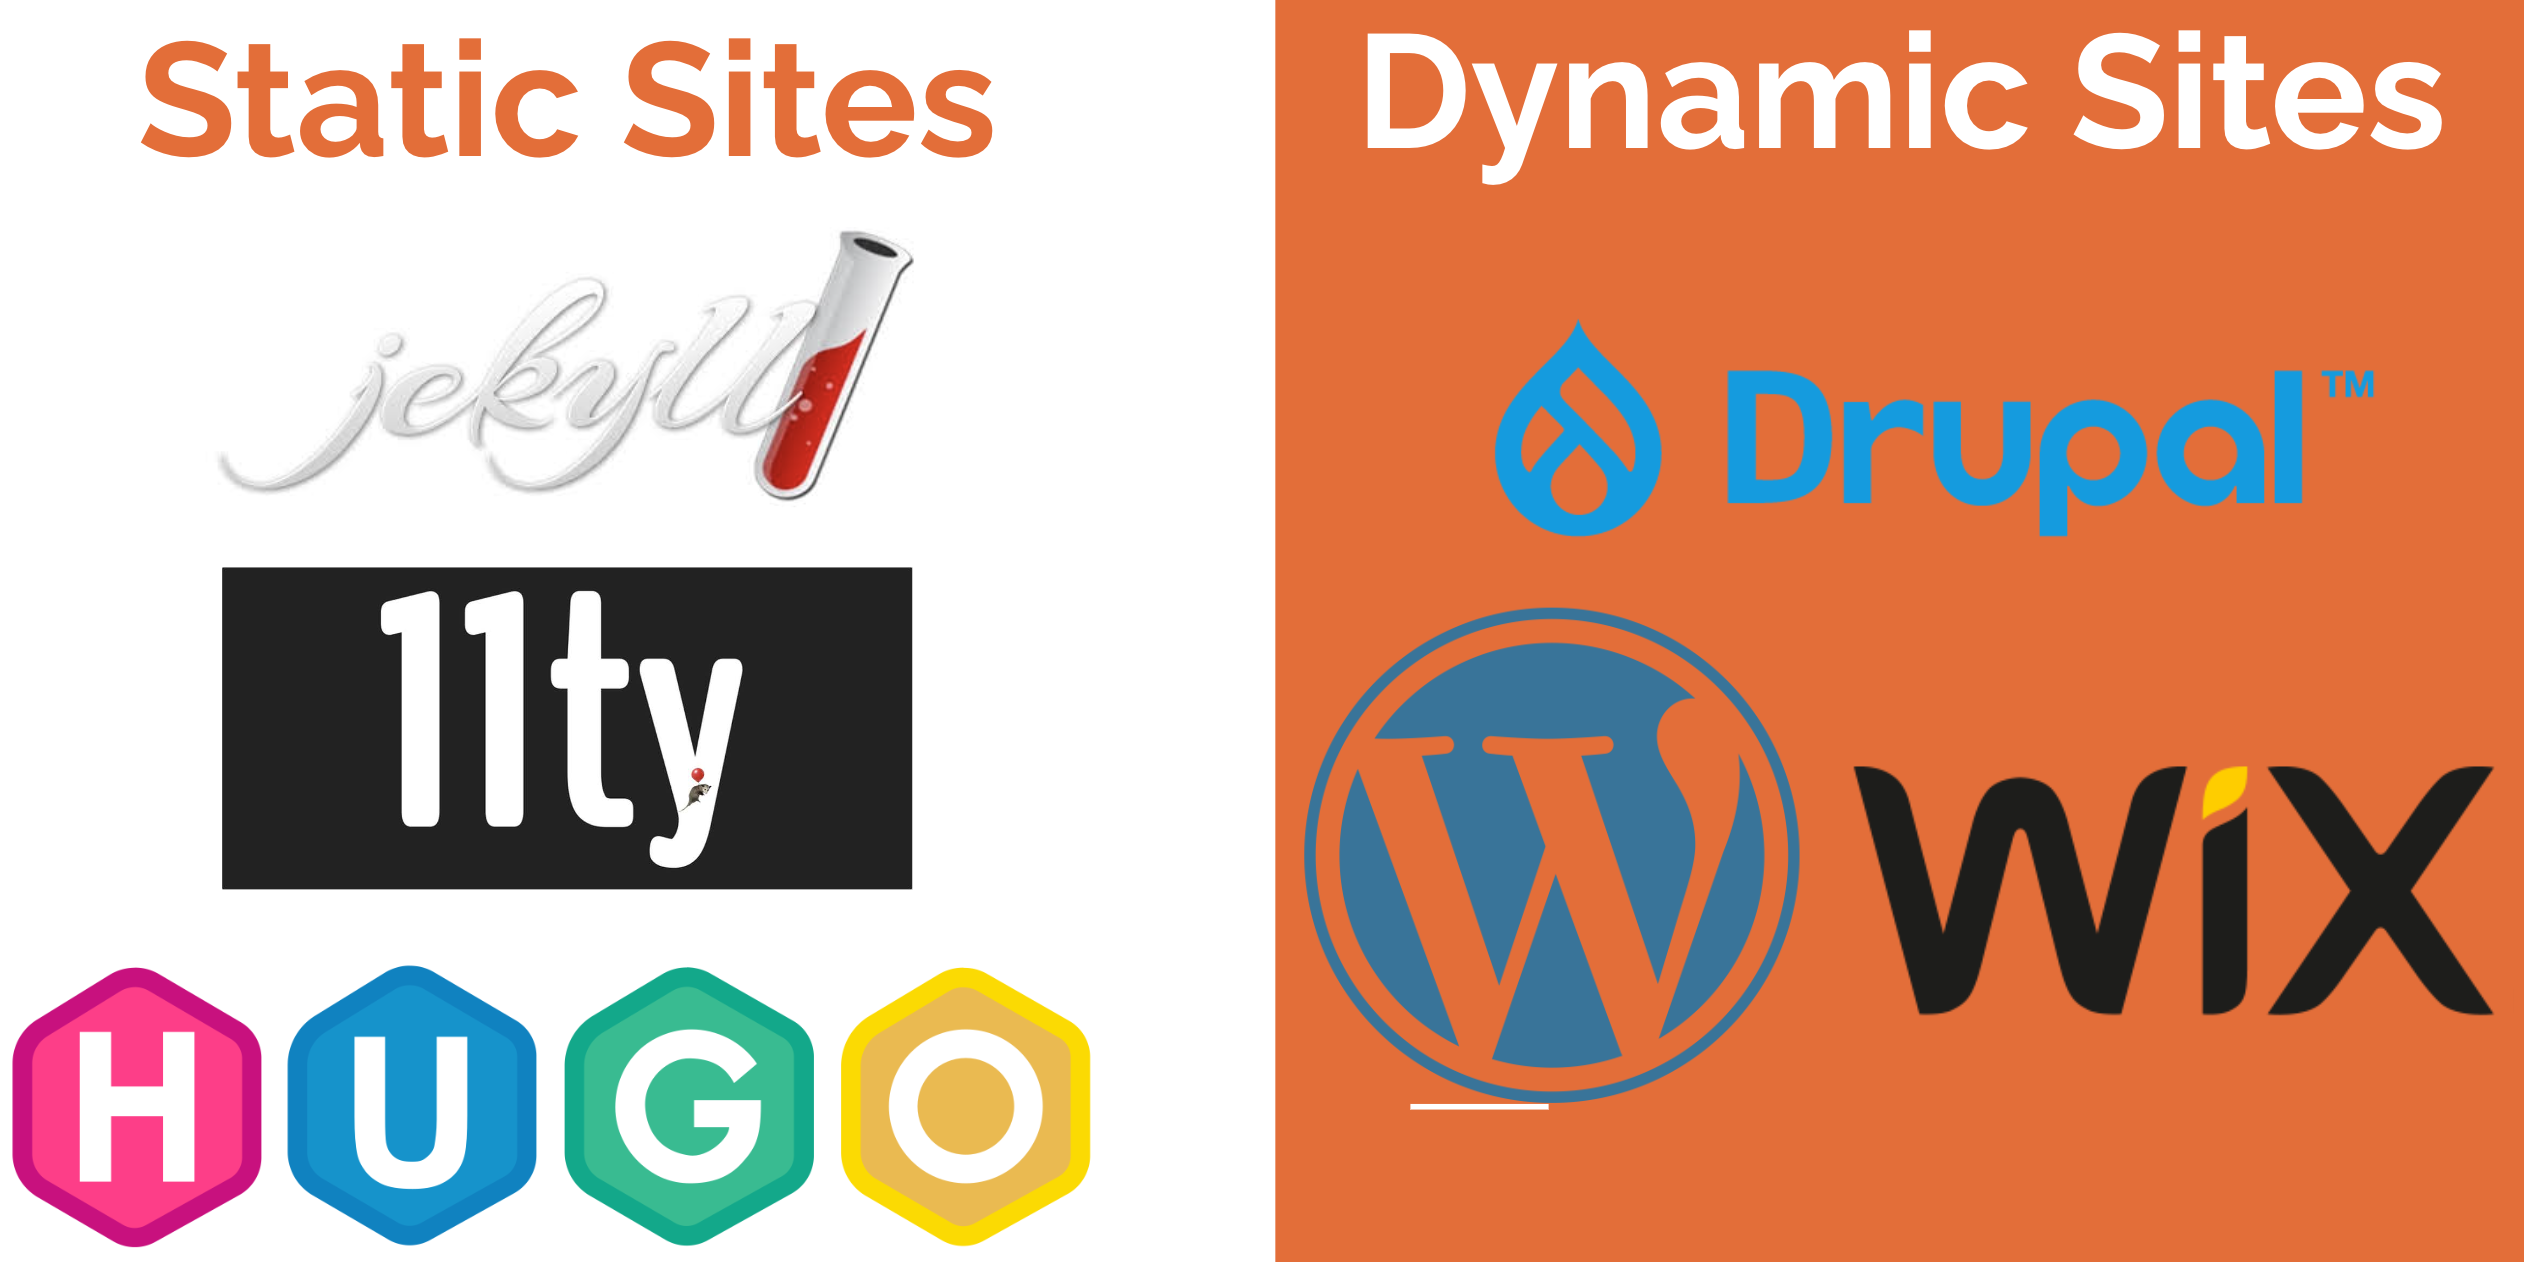 Static Sites
jekyll
11ty
HUGO
Dynamic Sites
Drupal™
W
WiX